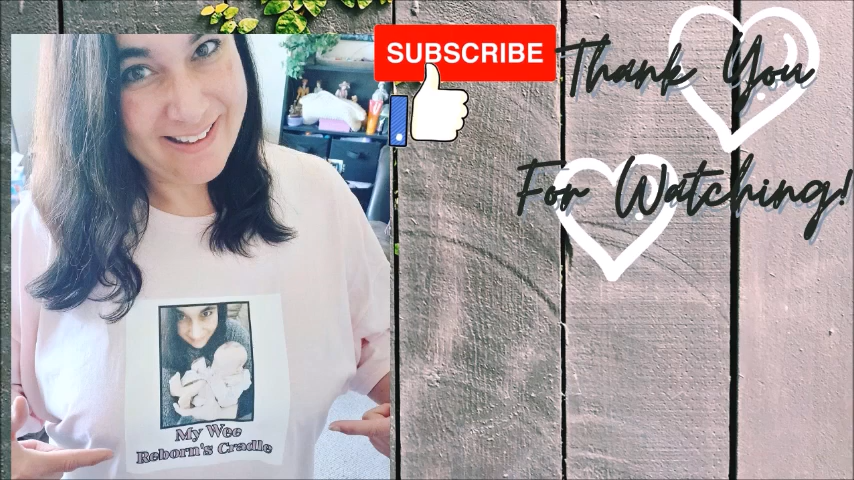 SUBSCRIBE
Thank You
For Watching!
My Wee
Reborn's Cradle